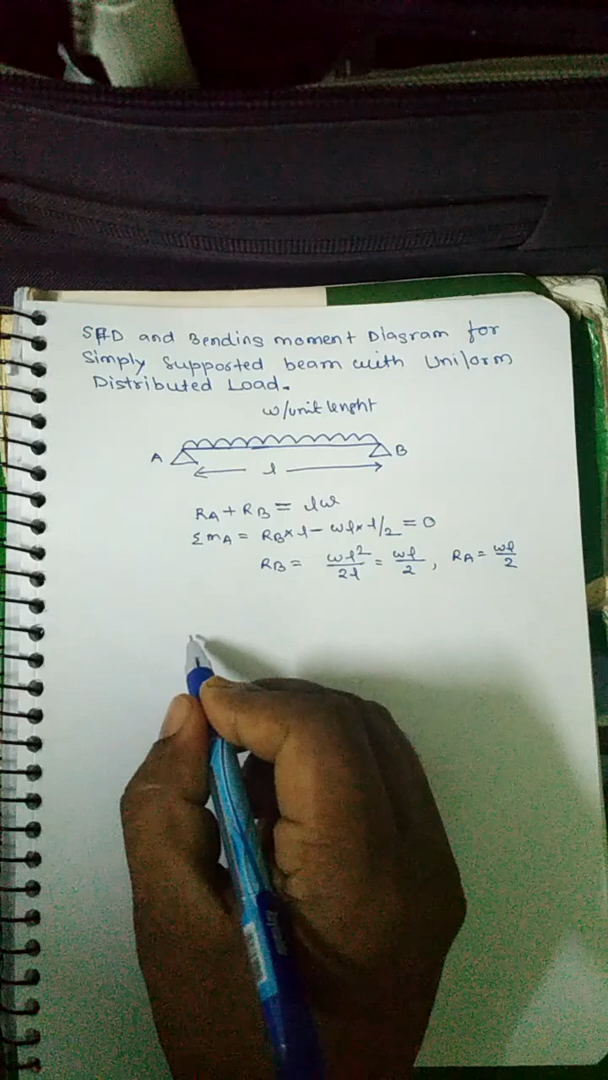 SFD and Bending moment Diagram for
Simply Supported beam with Uniform
Distributed Load.
w/unit lenght
A B
l
RA + RB = lw
ΣmA = RB×l - wl×l/2 = 0
RB = wl²/2l = wl/2, RA = wl/2